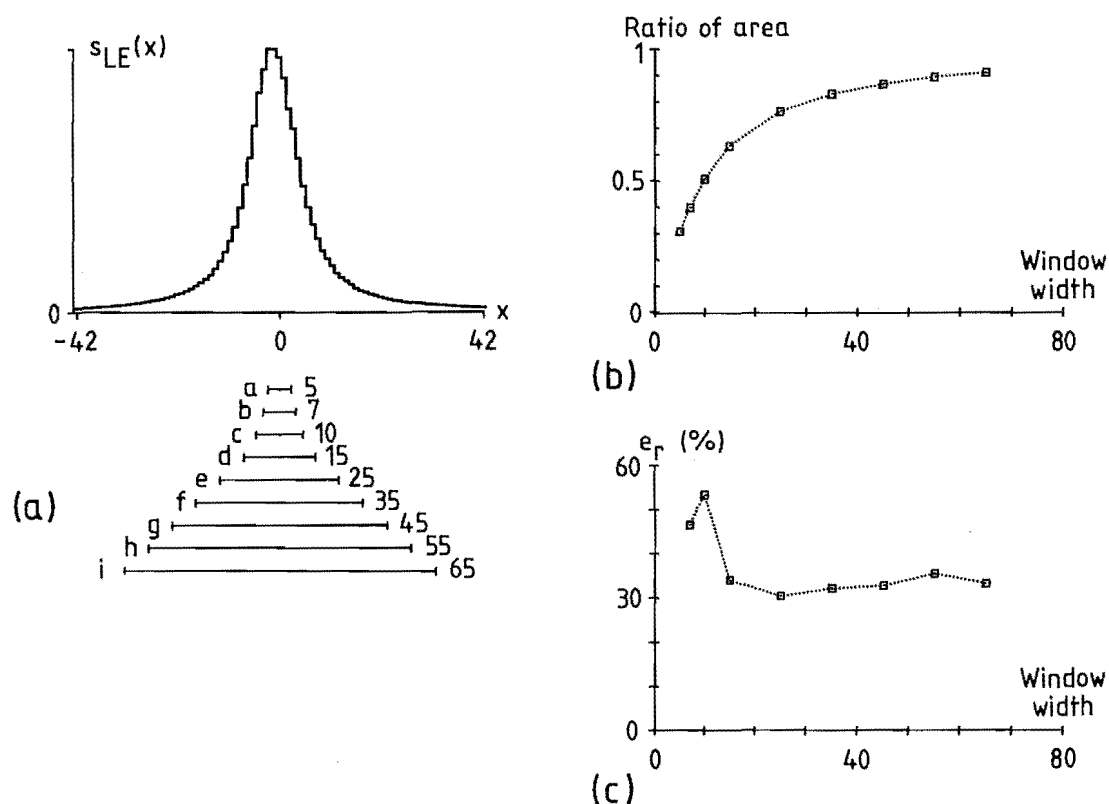 s_LE(x)
0
x
-42 0 42
a 5
b 7
c 10
d 15
e 25
f 35
g 45
h 55
i 65
(a)
Ratio of area
1
0.5
0
0 40 80
Window
width
(b)
e_r (%)
60
30
0
0 40 80
Window
width
(c)